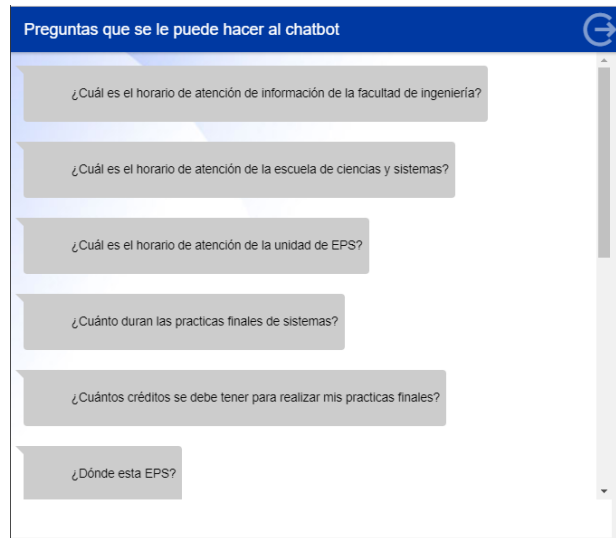 Preguntas que se le puede hacer al chatbot
¿Cuál es el horario de atención de información de la facultad de ingeniería?
¿Cuál es el horario de atención de la escuela de ciencias y sistemas?
¿Cuál es el horario de atención de la unidad de EPS?
¿Cuánto duran las practicas finales de sistemas?
¿Cuántos créditos se debe tener para realizar mis practicas finales?
¿Dónde esta EPS?